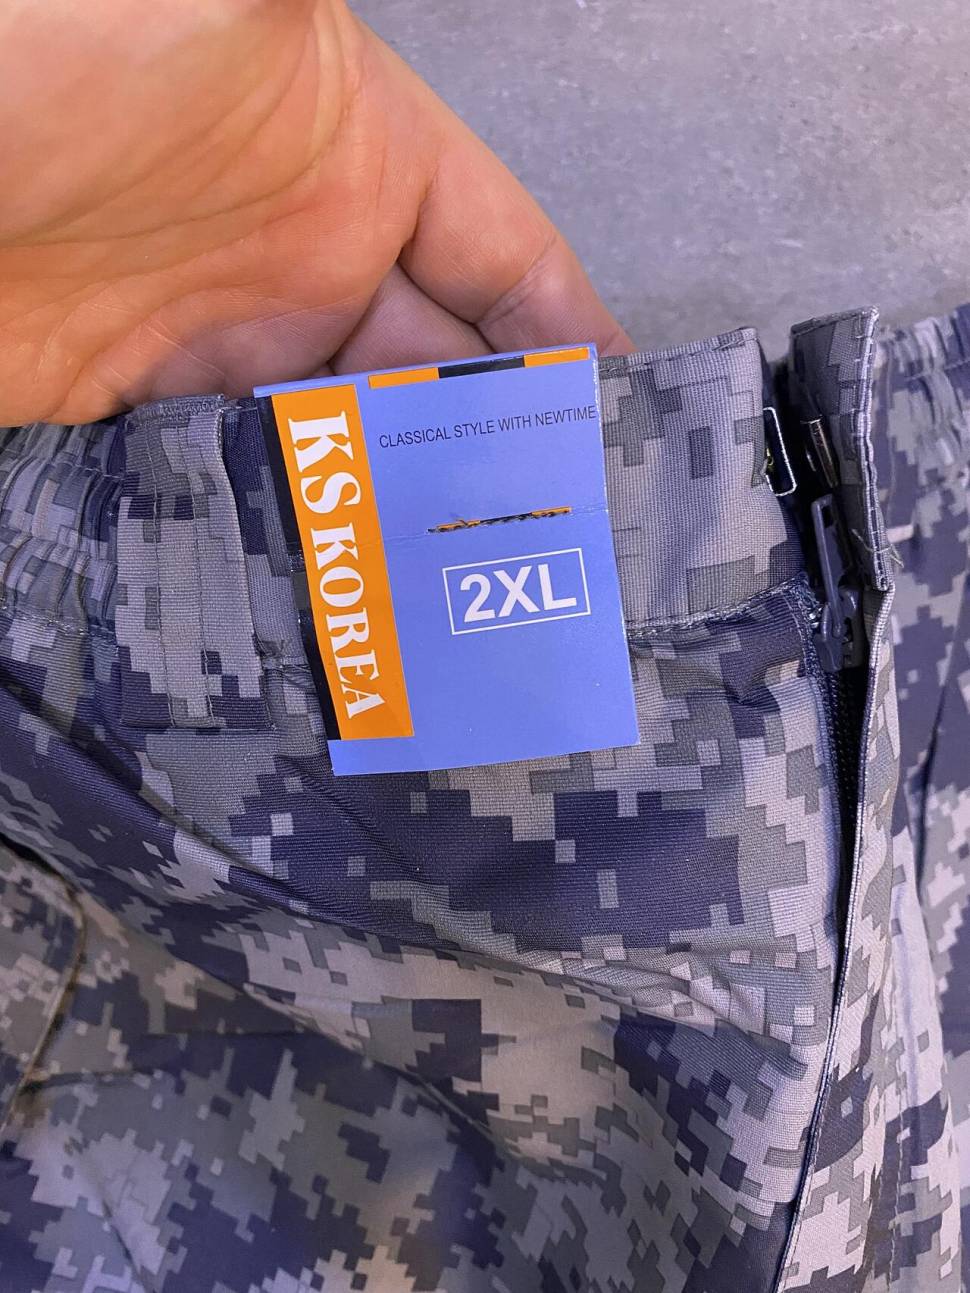 KS KOREA
CLASSICAL STYLE WITH NEWTIME
2XL